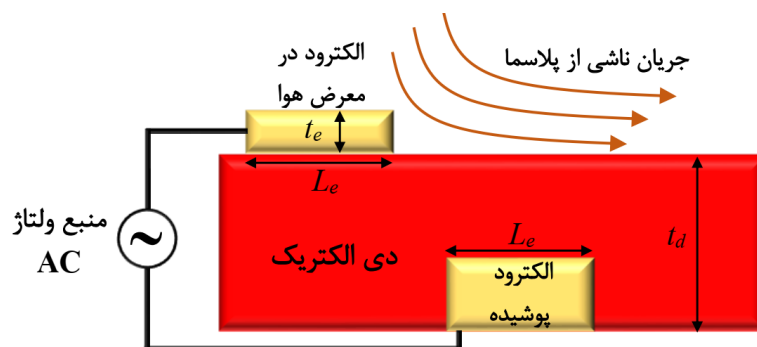 الکترود در
معرض هوا
جریان ناشی از پلاسما
t_e
L_e
منبع ولتاژ
AC
~
دی الکتریک
L_e
t_d
الکترود
پوشیده